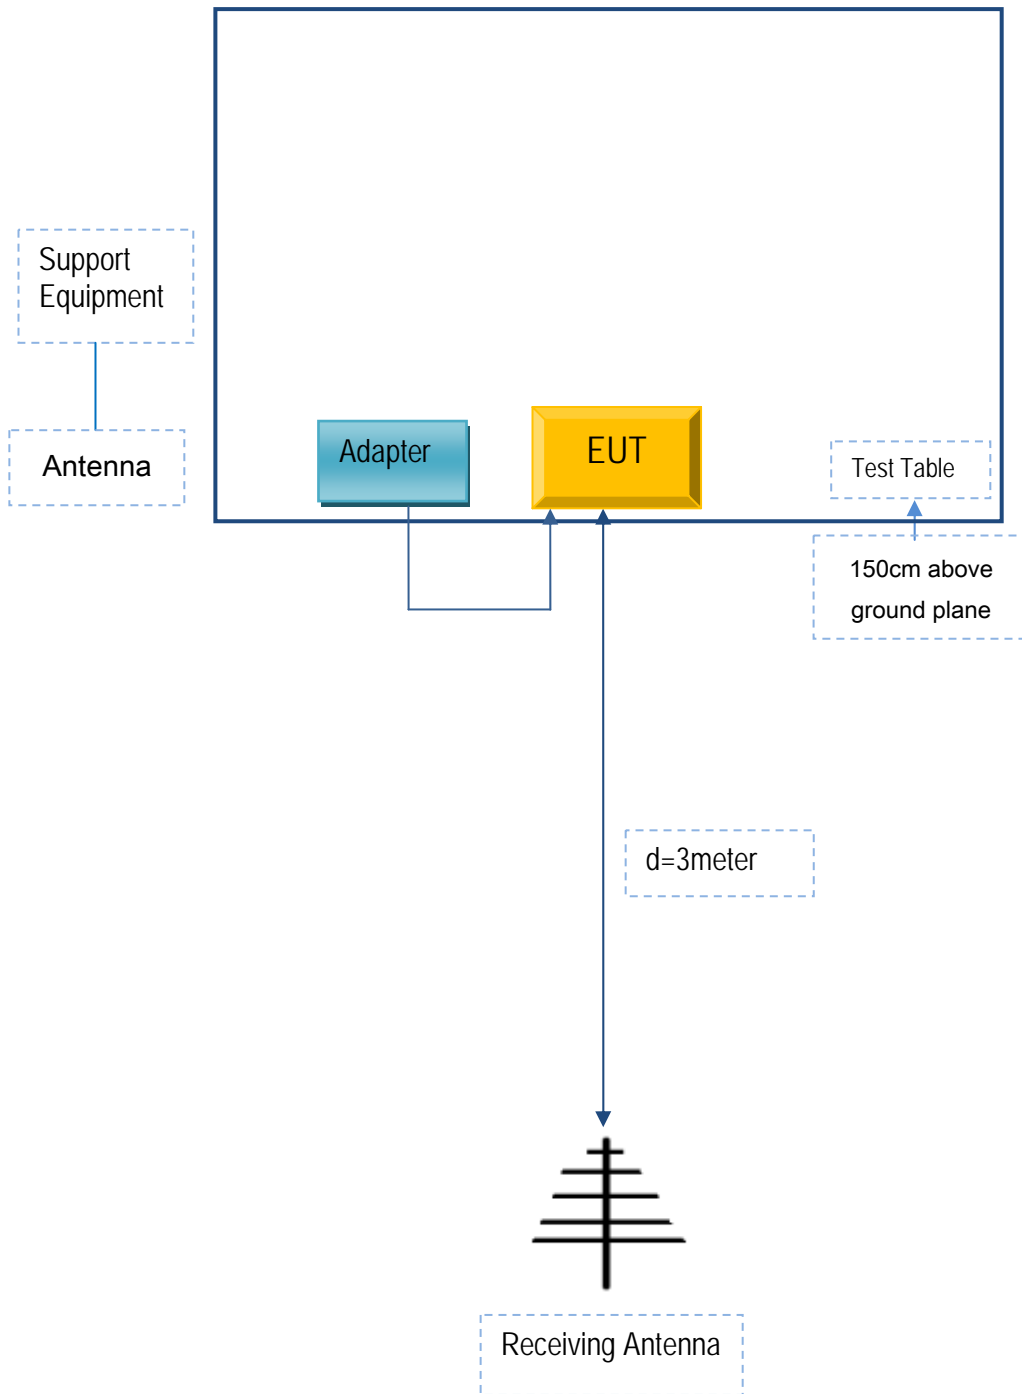 Support
Equipment
Antenna
Adapter
EUT
Test Table
150cm above
ground plane
d=3meter
Receiving Antenna